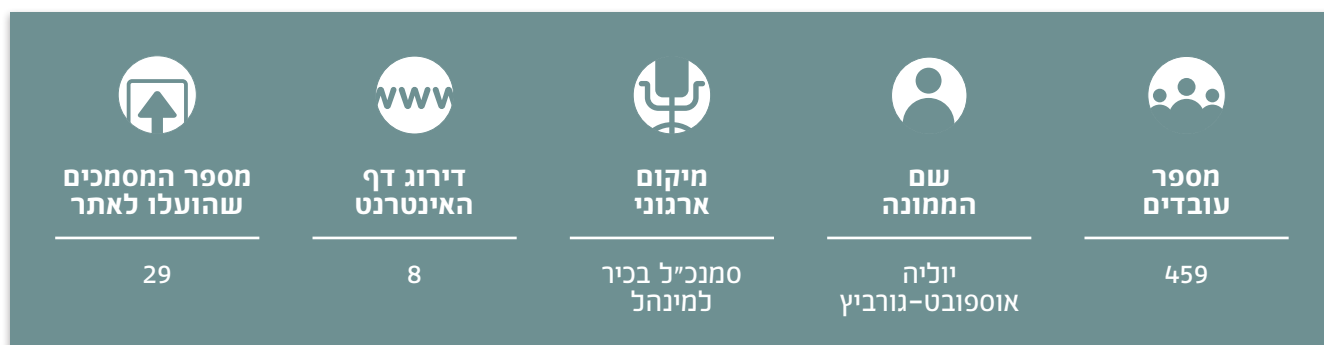 מספר
עובדים
459
שם
הממונה
יוליה
אוספובט-גורביץ
מיקום
ארגוני
סמנכ״ל בכיר
למינהל
www
דירוג דף
האינטרנט
8
מספר המסמכים
שהועלו לאתר
29